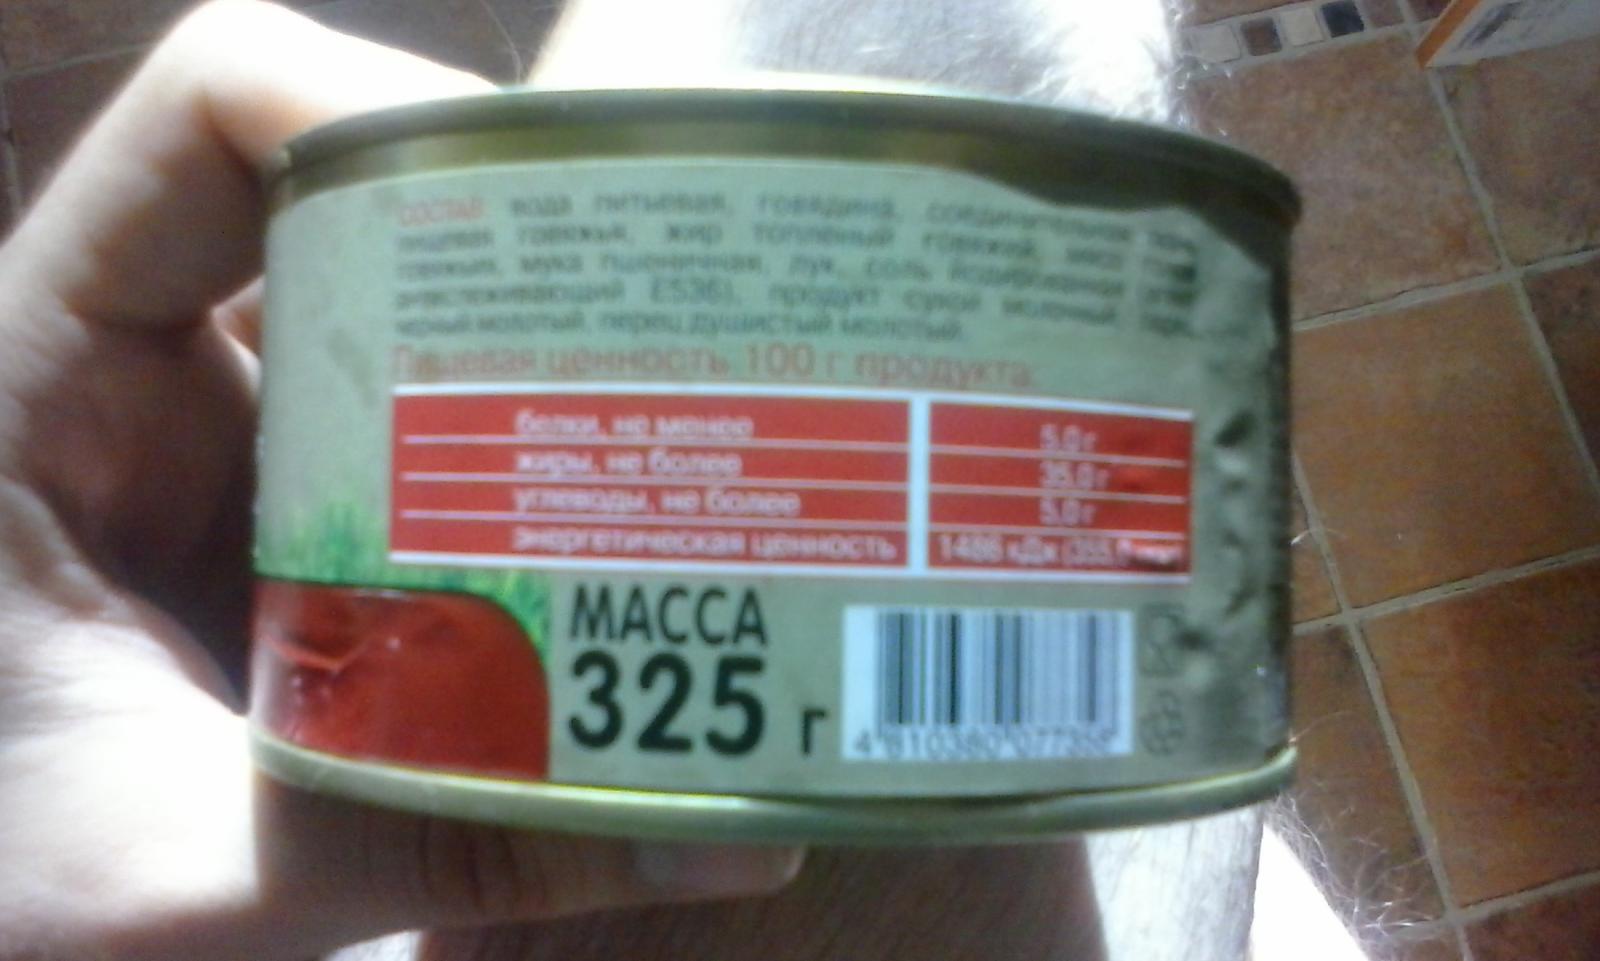 СОСТАВ: вода питьевая, говядина, соединительная
пищевая говяжья, жир топленый говяжий, мясо
говяжья, мука пшеничная, лук, соль йодированная
антислеживающий Е536), продукт сухой молочный,
черный молотый, перец душистый молотый.
Пищевая ценность 100 г продукта:
белки, не менее 5,0 г
жиры, не более 35,0 г
углеводы, не более 5,0 г
энергетическая ценность 1486 кДж (355,
МАССА
325 г